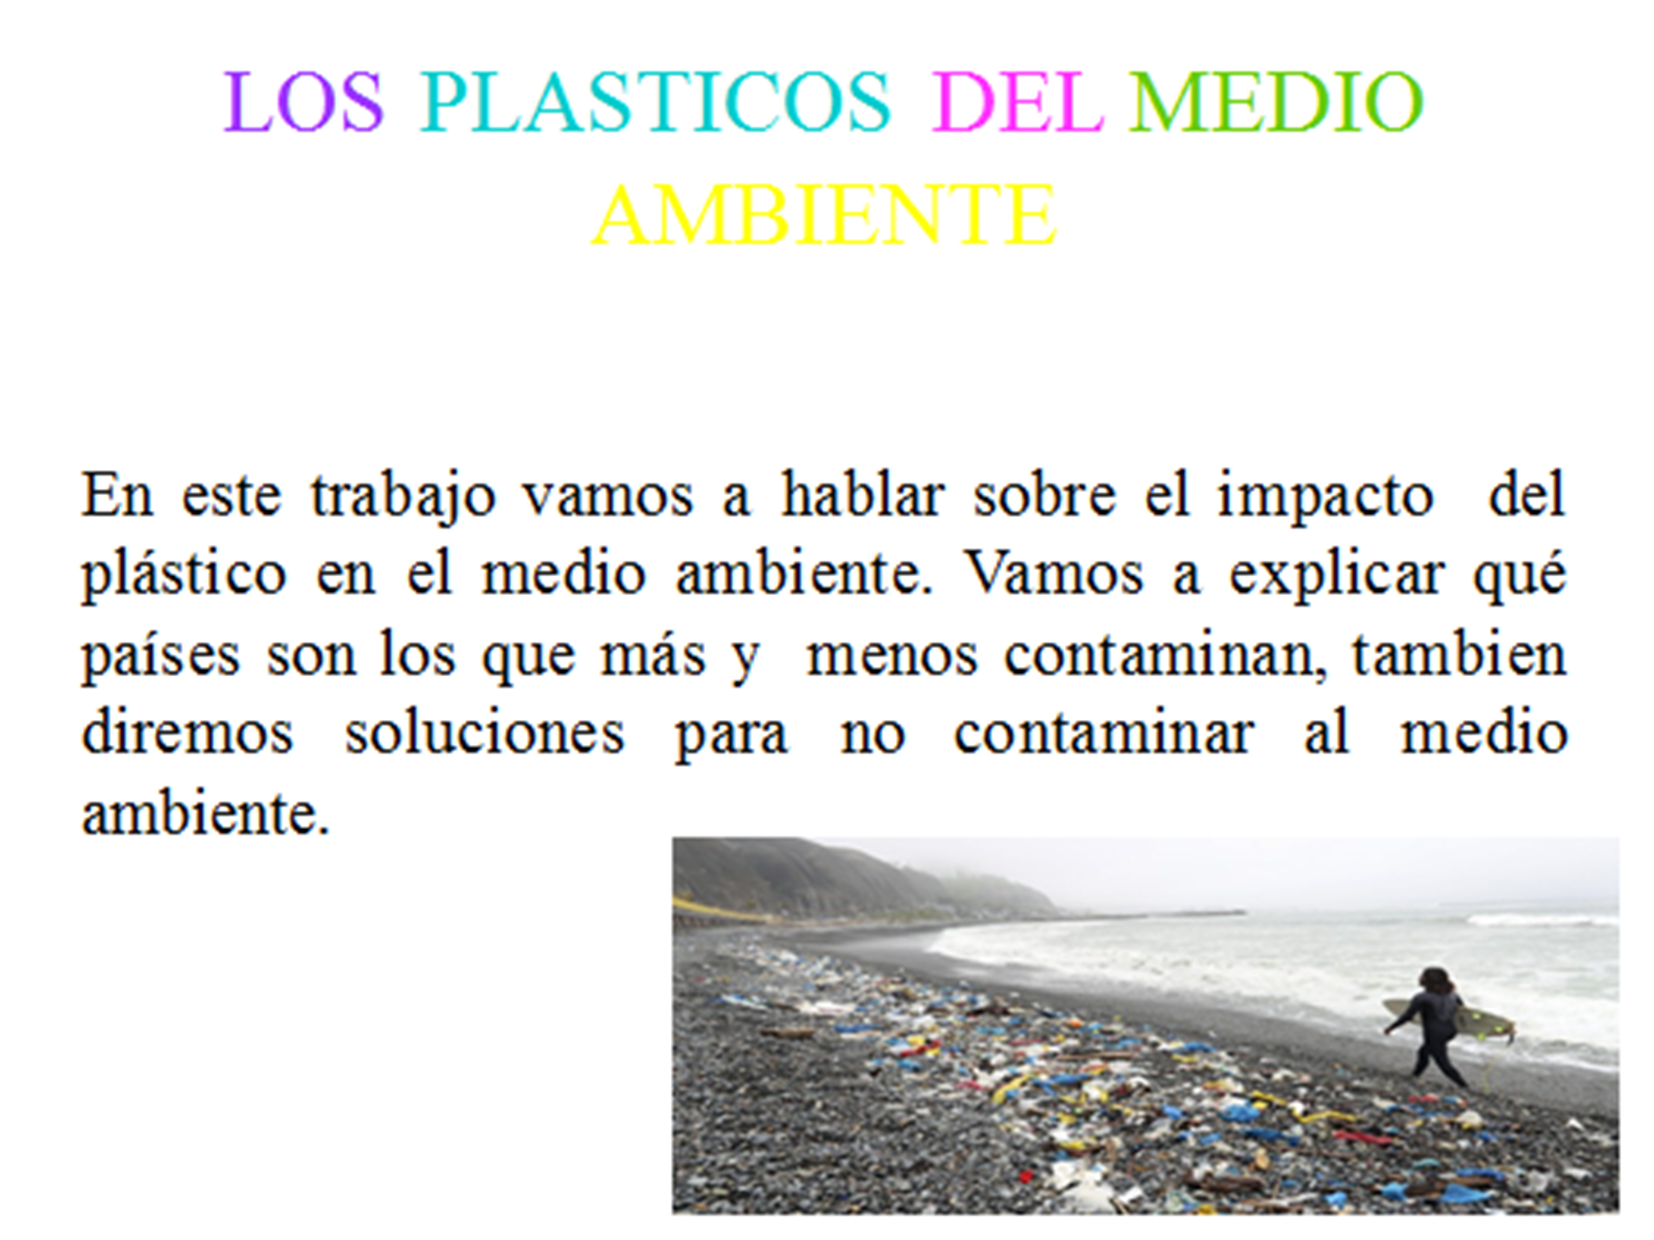 LOS PLASTICOS DEL MEDIO
AMBIENTE
En este trabajo vamos a hablar sobre el impacto del
plástico en el medio ambiente. Vamos a explicar qué
países son los que más y menos contaminan, tambien
diremos soluciones para no contaminar al medio
ambiente.